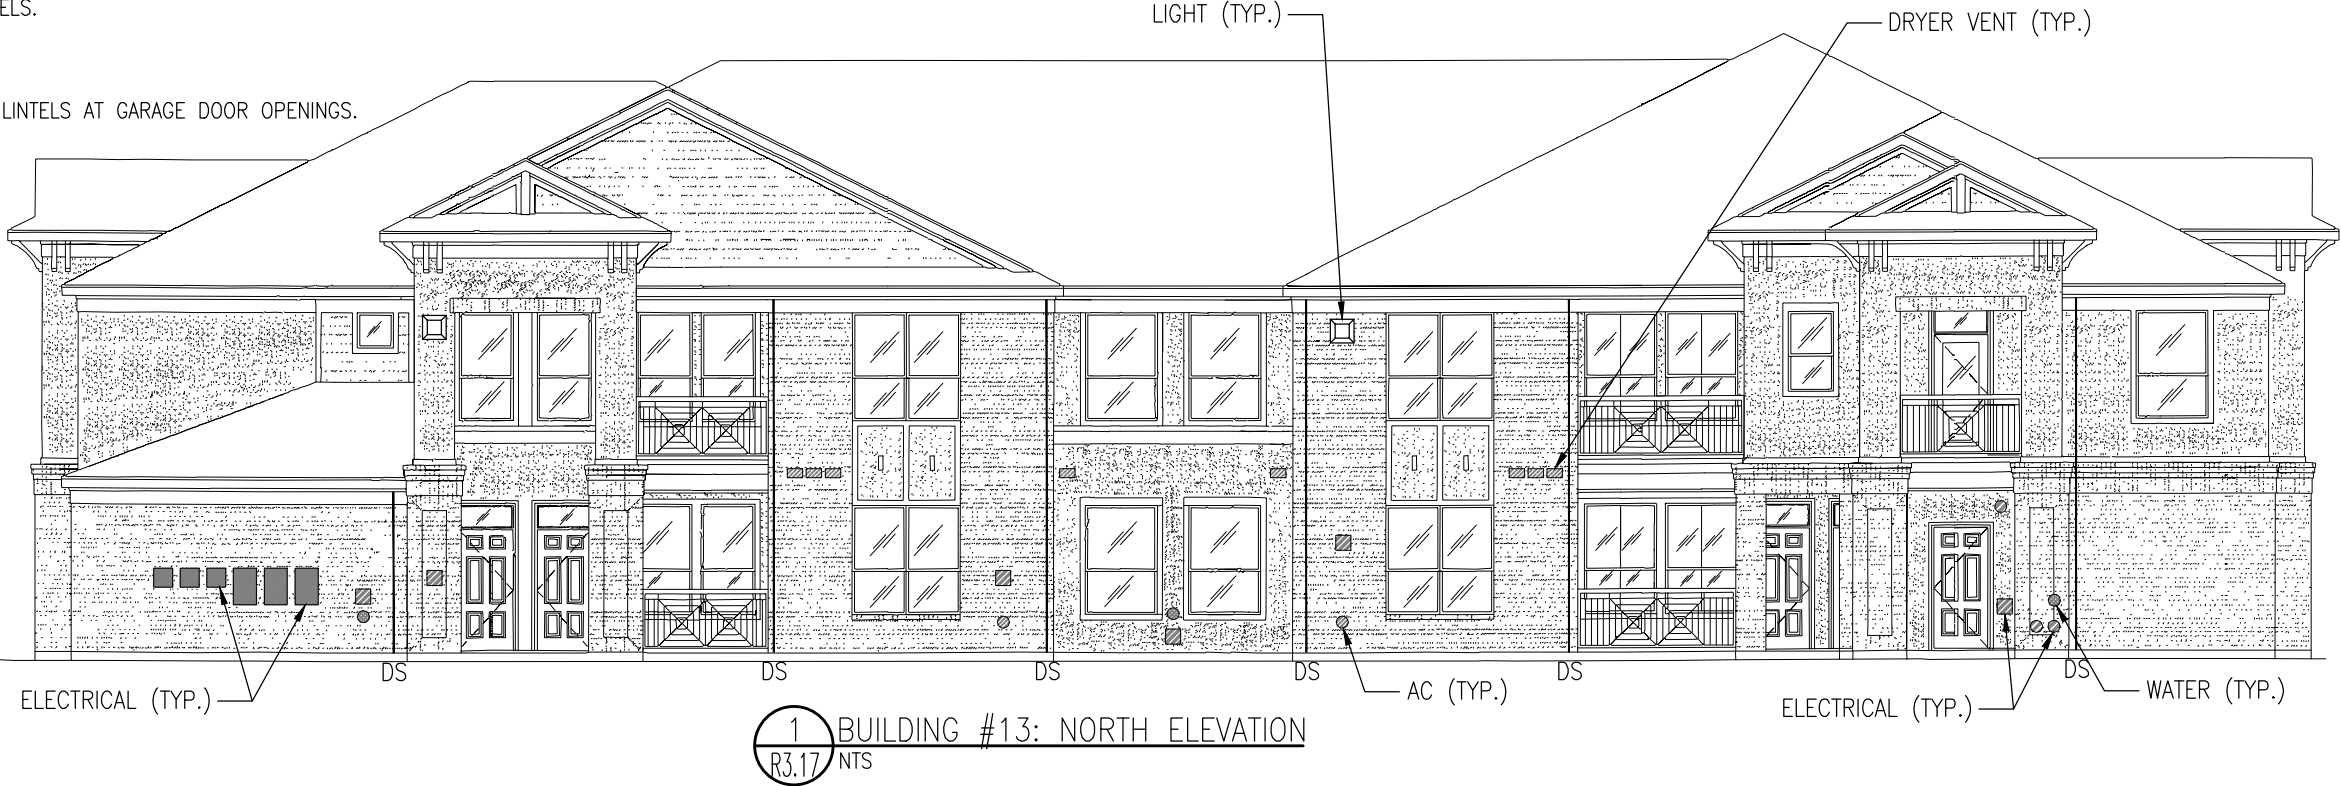 ELS.
LIGHT (TYP.)
DRYER VENT (TYP.)
LINTELS AT GARAGE DOOR OPENINGS.
DS
DS
DS
DS
DS
DS
ELECTRICAL (TYP.)
AC (TYP.)
ELECTRICAL (TYP.)
WATER (TYP.)
1
BUILDING #13: NORTH ELEVATION
R3.17
NTS